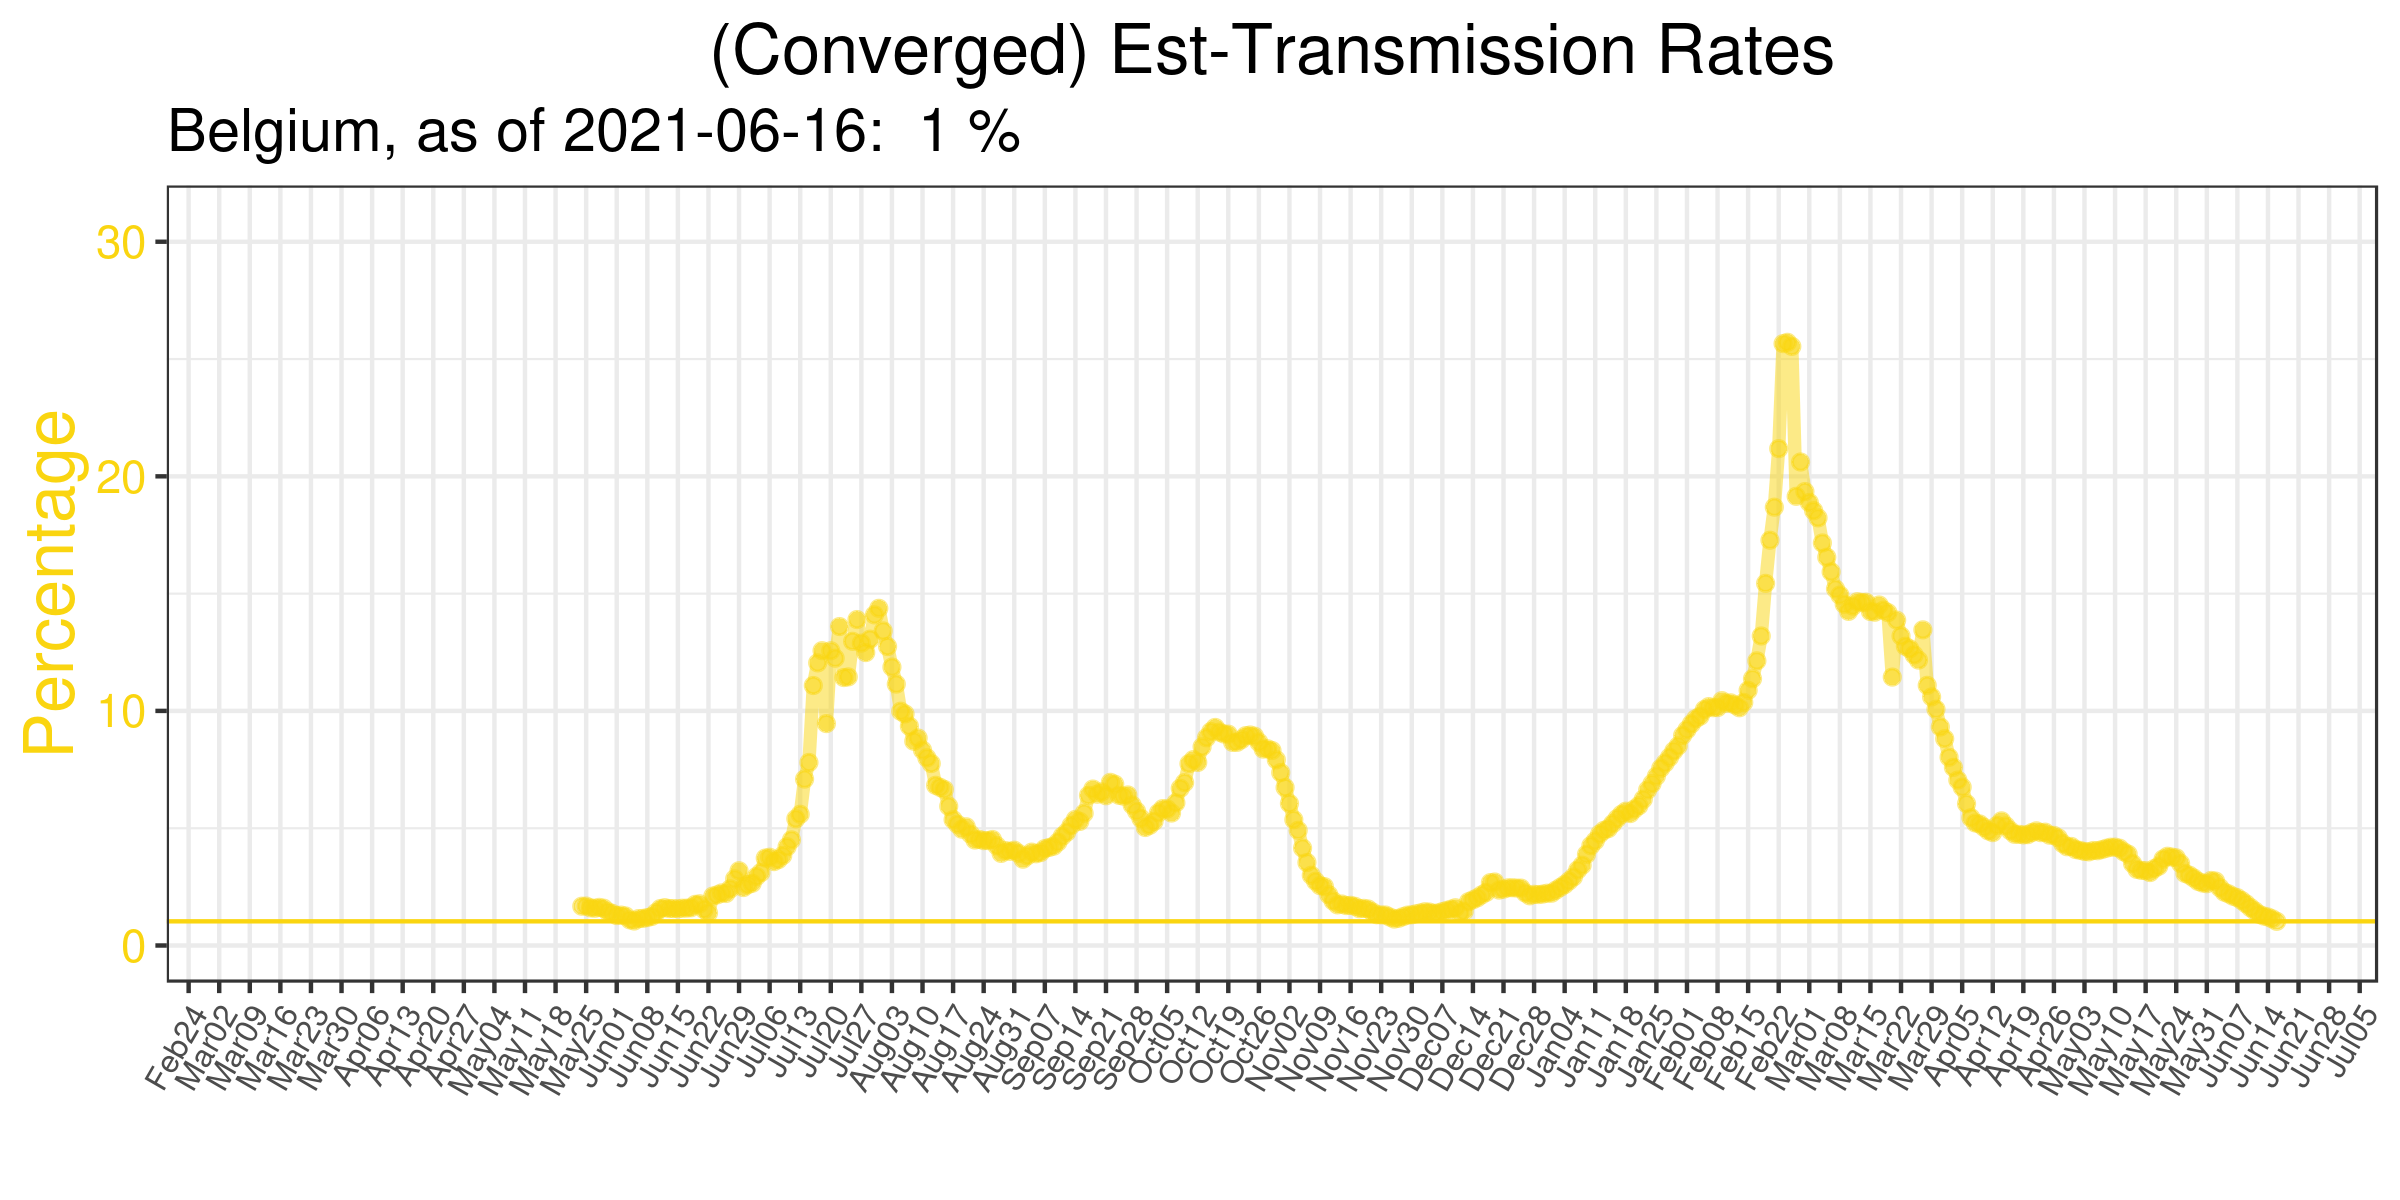 (Converged) Est-Transmission Rates
Belgium, as of 2021-06-16:  1 %
Percentage
30
20
10
0
Feb24
Mar02
Mar09
Mar16
Mar23
Mar30
Apr06
Apr13
Apr20
Apr27
May04
May11
May18
May25
Jun01
Jun08
Jun15
Jun22
Jun29
Jul06
Jul13
Jul20
Jul27
Aug03
Aug10
Aug17
Aug24
Aug31
Sep07
Sep14
Sep21
Sep28
Oct05
Oct12
Oct19
Oct26
Nov02
Nov09
Nov16
Nov23
Nov30
Dec07
Dec14
Dec21
Dec28
Jan04
Jan11
Jan18
Jan25
Feb01
Feb08
Feb15
Feb22
Mar01
Mar08
Mar15
Mar22
Mar29
Apr05
Apr12
Apr19
Apr26
May03
May10
May17
May24
May31
Jun07
Jun14
Jun21
Jun28
Jul05